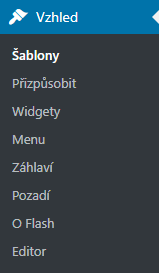 Vzhled
Šablony
Přizpůsobit
Widgety
Menu
Záhlaví
Pozadí
O Flash
Editor